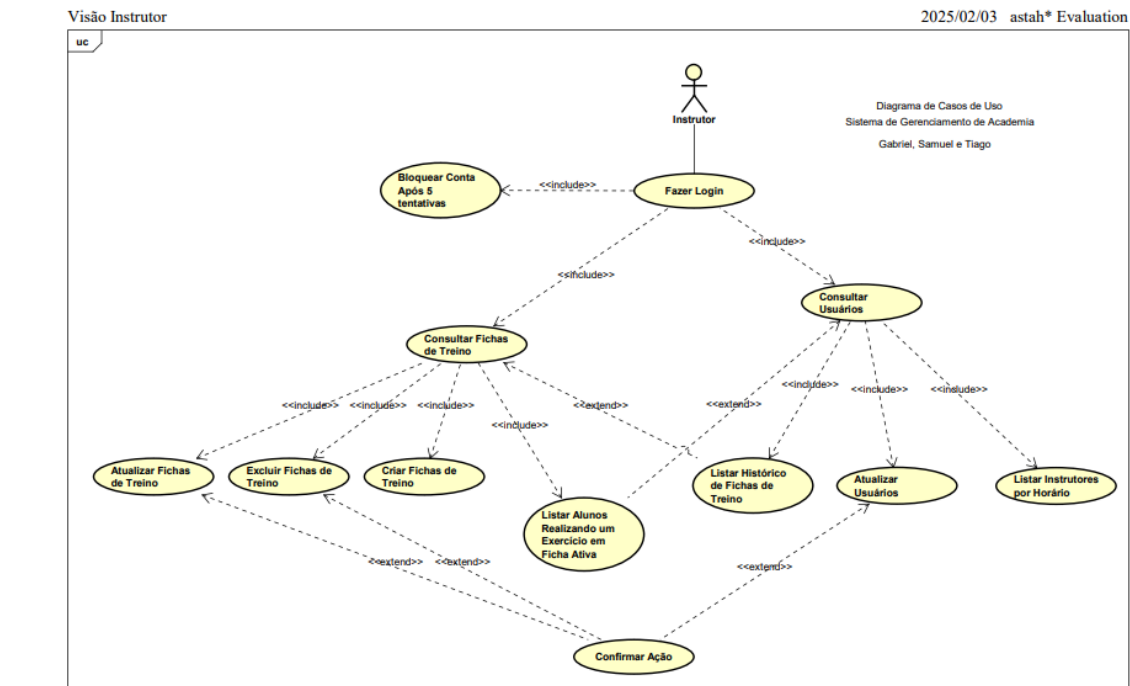 Visão Instrutor
2025/02/03 astah* Evaluation
uc
Instrutor
Diagrama de Casos de Uso
Sistema de Gerenciamento de Academia
Gabriel, Samuel e Tiago
Bloquear Conta
Após 5
tentativas
<<include>>
Fazer Login
<<include>>
<<include>>
Consultar
Usuários
Consultar Fichas
de Treino
<<include>>
<<include>>
<<include>>
<<include>>
<<extend>>
<<extend>>
<<include>>
<<include>>
<<include>>
Atualizar Fichas
de Treino
Excluir Fichas de
Treino
Criar Fichas de
Treino
Listar Alunos
Realizando um
Exercício em
Ficha Ativa
Listar Histórico
de Fichas de
Treino
Atualizar
Usuários
Listar Instrutores
por Horário
<<extend>>
<<extend>>
<<extend>>
Confirmar Ação